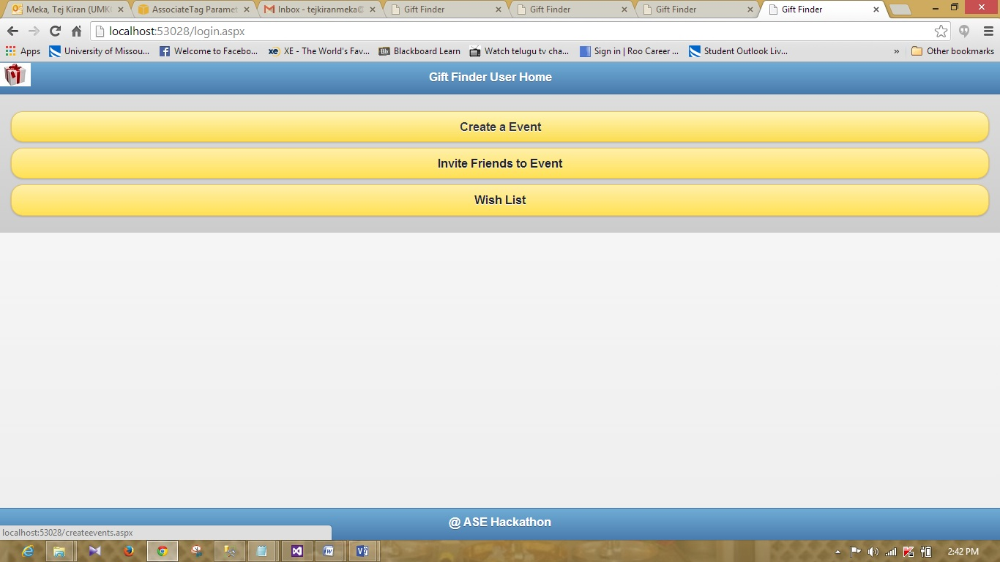 Meka, Tej Kiran (UMK
AssociateTag Paramet
Inbox - tejkiranmeka@
Gift Finder
Gift Finder
Gift Finder
Gift Finder
localhost:53028/login.aspx
Apps
University of Missou...
Welcome to Facebo...
XE - The World's Fav...
Bb Blackboard Learn
Watch telugu tv cha...
Sign in | Roo Career ...
Student Outlook Liv...
» Other bookmarks
Gift Finder User Home
Create a Event
Invite Friends to Event
Wish List
@ ASE Hackathon
localhost:53028/createevents.aspx
2:42 PM